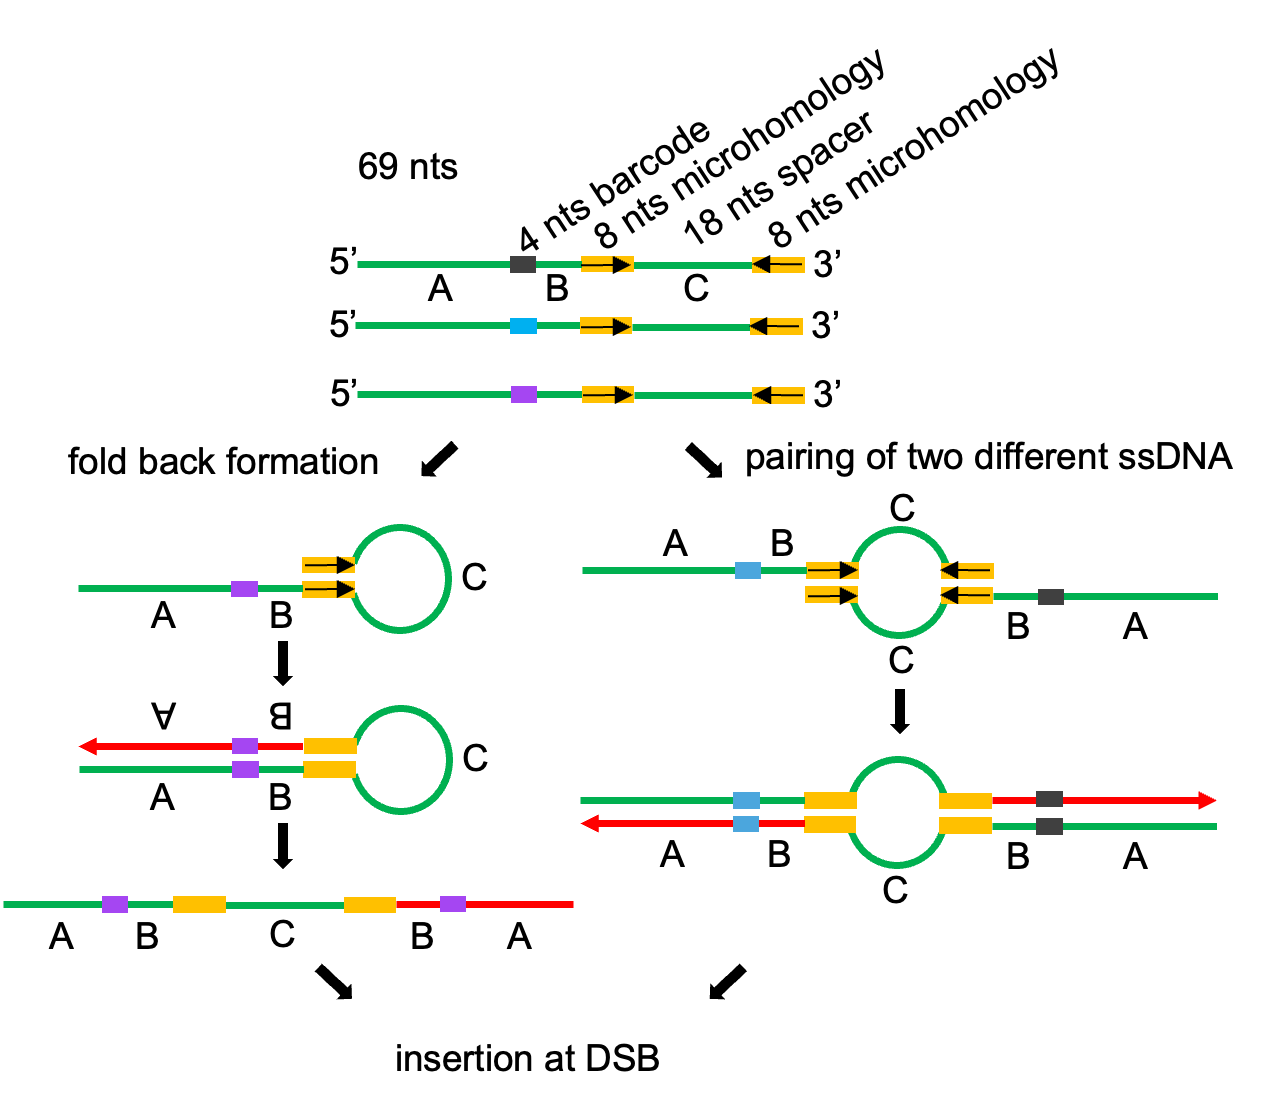 69 nts
4 nts barcode
8 nts microhomology
18 nts spacer
8 nts microhomology
5’ 3’
A B C
5’ 3’
5’ 3’
fold back formation
pairing of two different ssDNA
C
A B
C
A B
B A
C
A B
C
A B
A B
B A
C
A B C B A
insertion at DSB